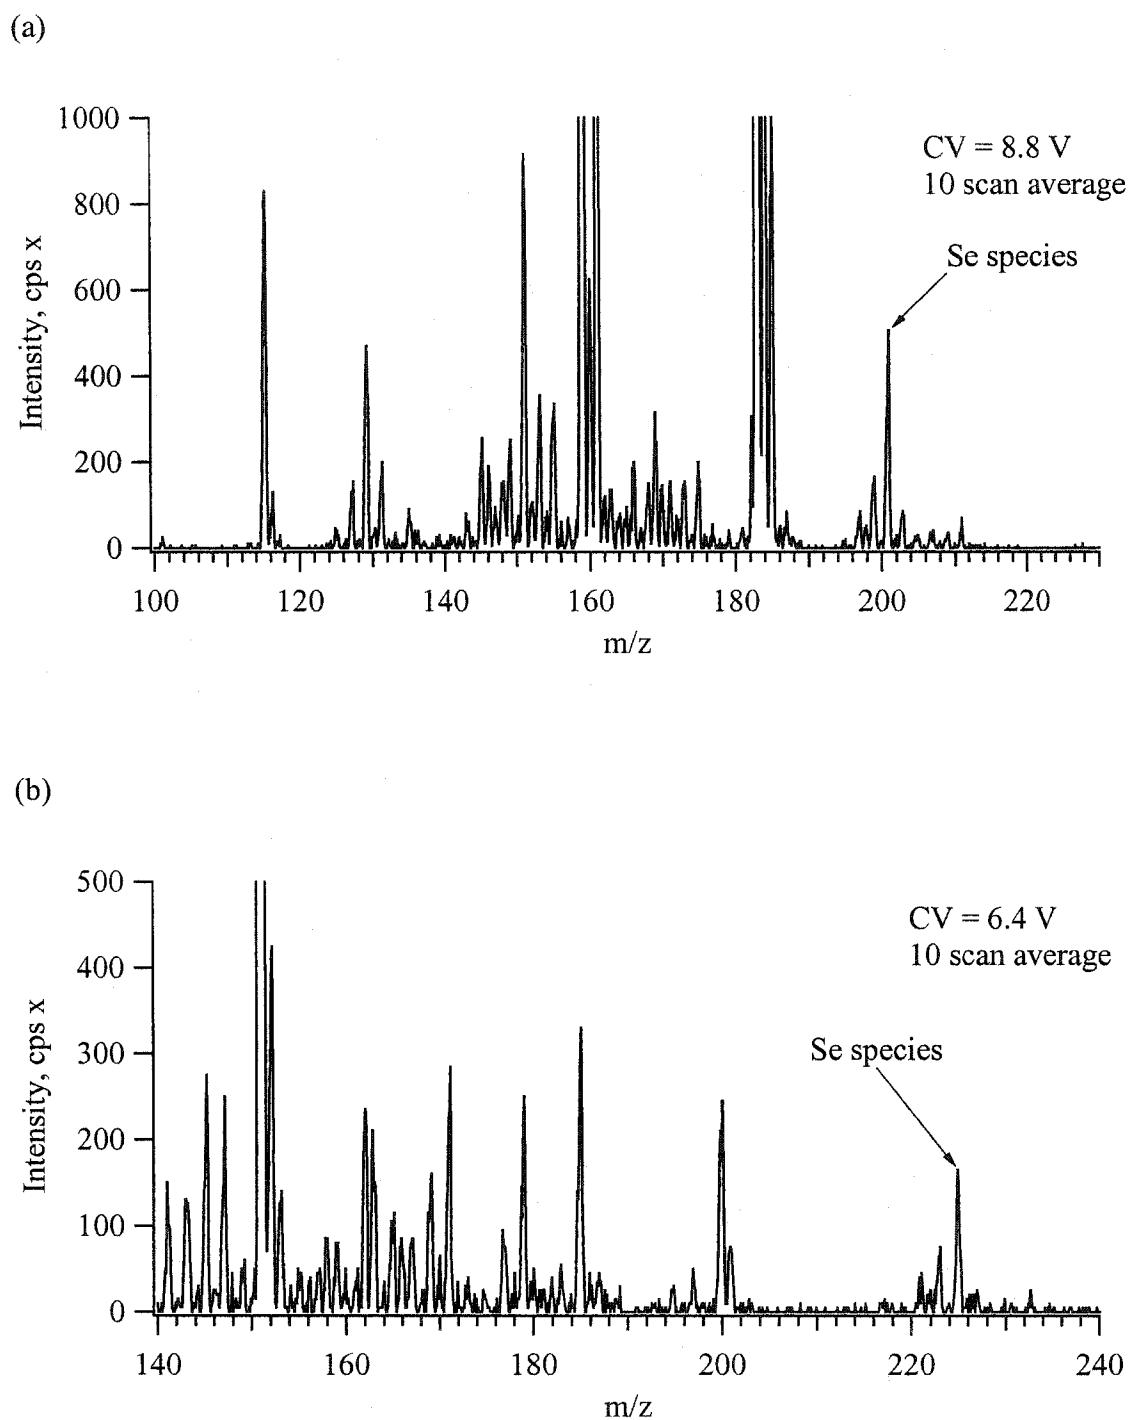 (a)
1000
800
600
400
200
0
Intensity, cps x
CV = 8.8 V
10 scan average
Se species
100 120 140 160 180 200 220
m/z
(b)
500
400
300
200
100
0
Intensity, cps x
CV = 6.4 V
10 scan average
Se species
140 160 180 200 220 240
m/z